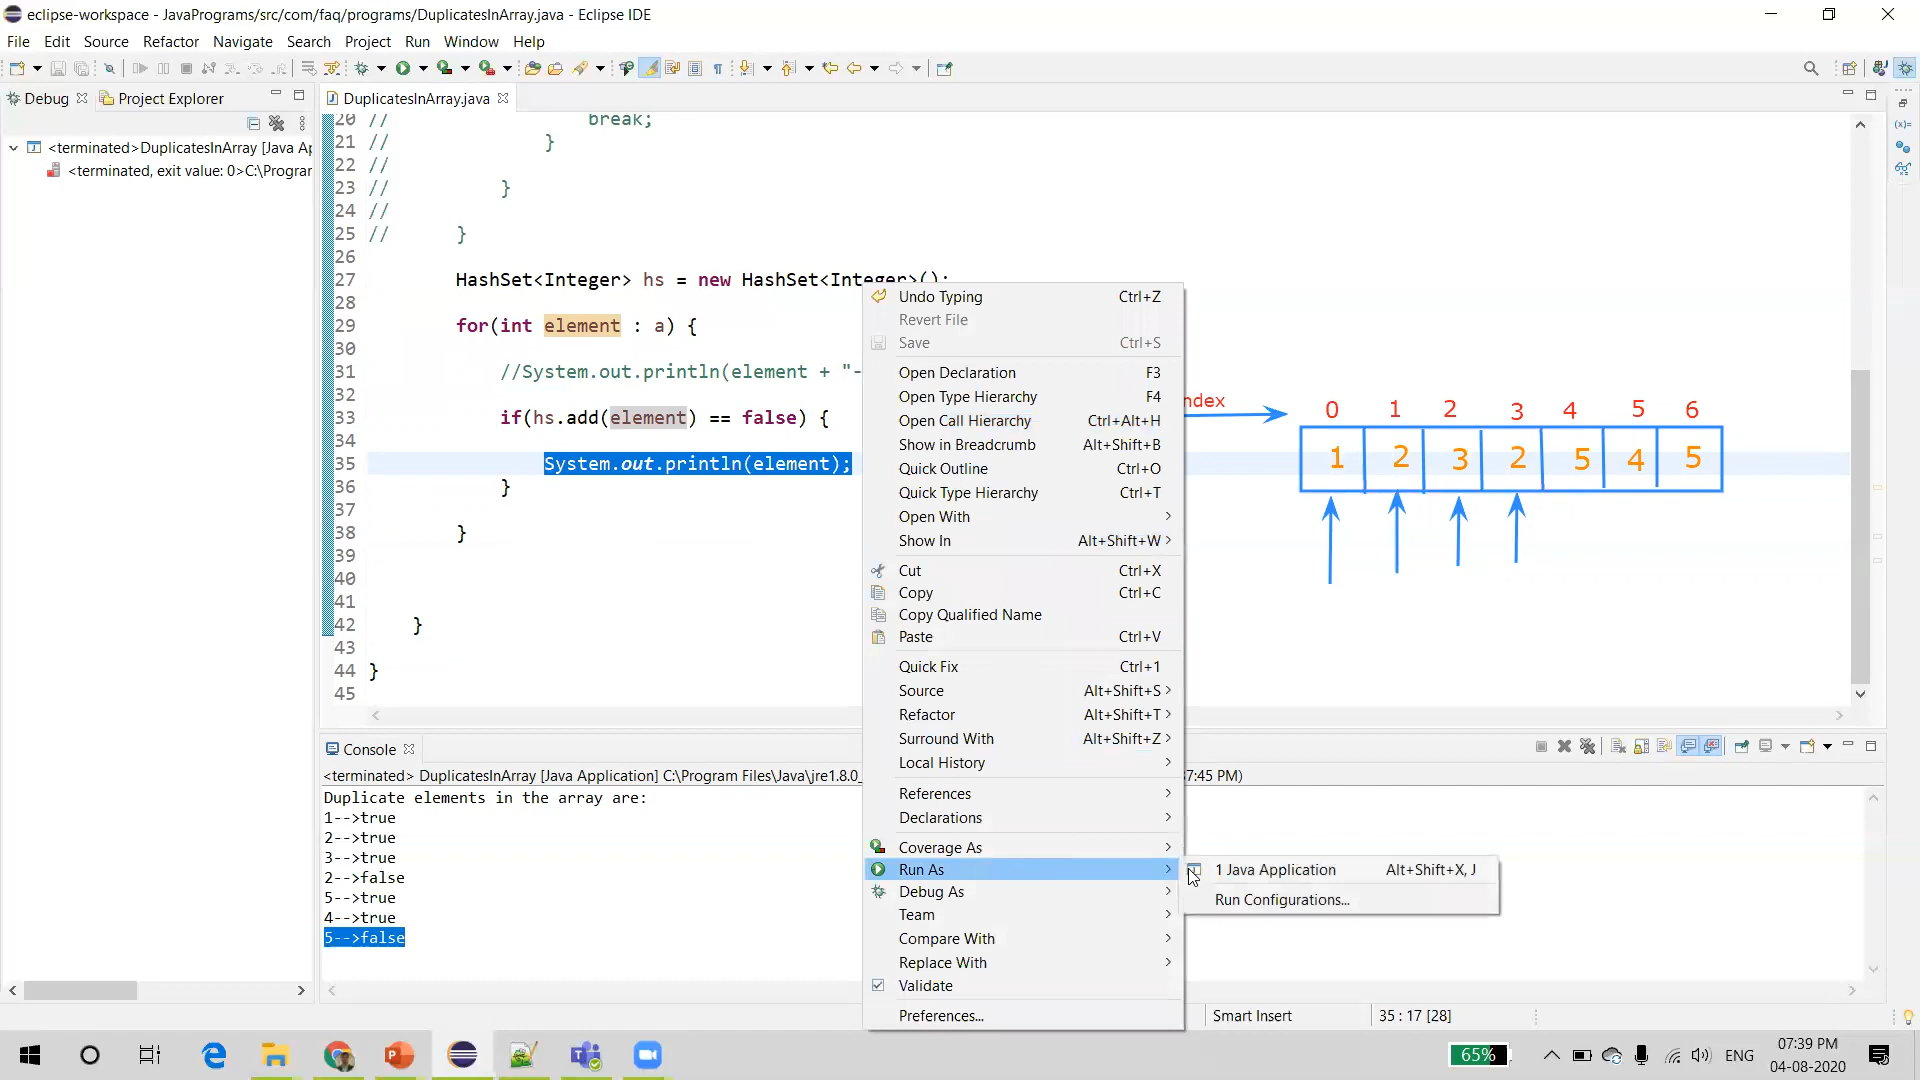 eclipse-workspace - JavaPrograms/src/com/faq/programs/DuplicatesInArray.java - Eclipse IDE
File Edit Source Refactor Navigate Search Project Run Window Help
Debug Project Explorer
<terminated>DuplicatesInArray [Java Ap
<terminated, exit value: 0>C:\Prograr
DuplicatesInArray.java
20 // break;
21 // }
22 //
23 // }
24 //
25 // }
26
27 HashSet<Integer> hs = new HashSet<Integer>();
28
29 for(int element : a) {
30
31 //System.out.println(element + "-
32
33 if(hs.add(element) == false) {
34
35 System.out.println(element);
36 }
37
38 }
39
40
41
42 }
43
44 }
45
ndex
0 1 2 3 4 5 6
1 2 3 2 5 4 5
Undo Typing Ctrl+Z
Revert File
Save Ctrl+S
Open Declaration F3
Open Type Hierarchy F4
Open Call Hierarchy Ctrl+Alt+H
Show in Breadcrumb Alt+Shift+B
Quick Outline Ctrl+O
Quick Type Hierarchy Ctrl+T
Open With
Show In Alt+Shift+W
Cut Ctrl+X
Copy Ctrl+C
Copy Qualified Name
Paste Ctrl+V
Quick Fix Ctrl+1
Source Alt+Shift+S
Refactor Alt+Shift+T
Surround With Alt+Shift+Z
Local History
References
Declarations
Coverage As
Run As
Debug As
Team
Compare With
Replace With
Validate
Preferences...
1 Java Application Alt+Shift+X, J
Run Configurations...
Console
<terminated> DuplicatesInArray [Java Application] C:\Program Files\Java\jre1.8.0_ 7:45 PM)
Duplicate elements in the array are:
1-->true
2-->true
3-->true
2-->false
5-->true
4-->true
5-->false
Smart Insert 35 : 17 [28]
65% ENG 07:39 PM
04-08-2020